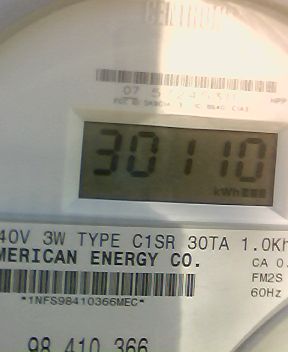 CENTRON
30110
kWh
40V 3W TYPE C1SR 30TA 1.0Kh
MERICAN ENERGY CO.
CA 0.
FM2S
60Hz
*1NFS98410366MEC*
98 410 366